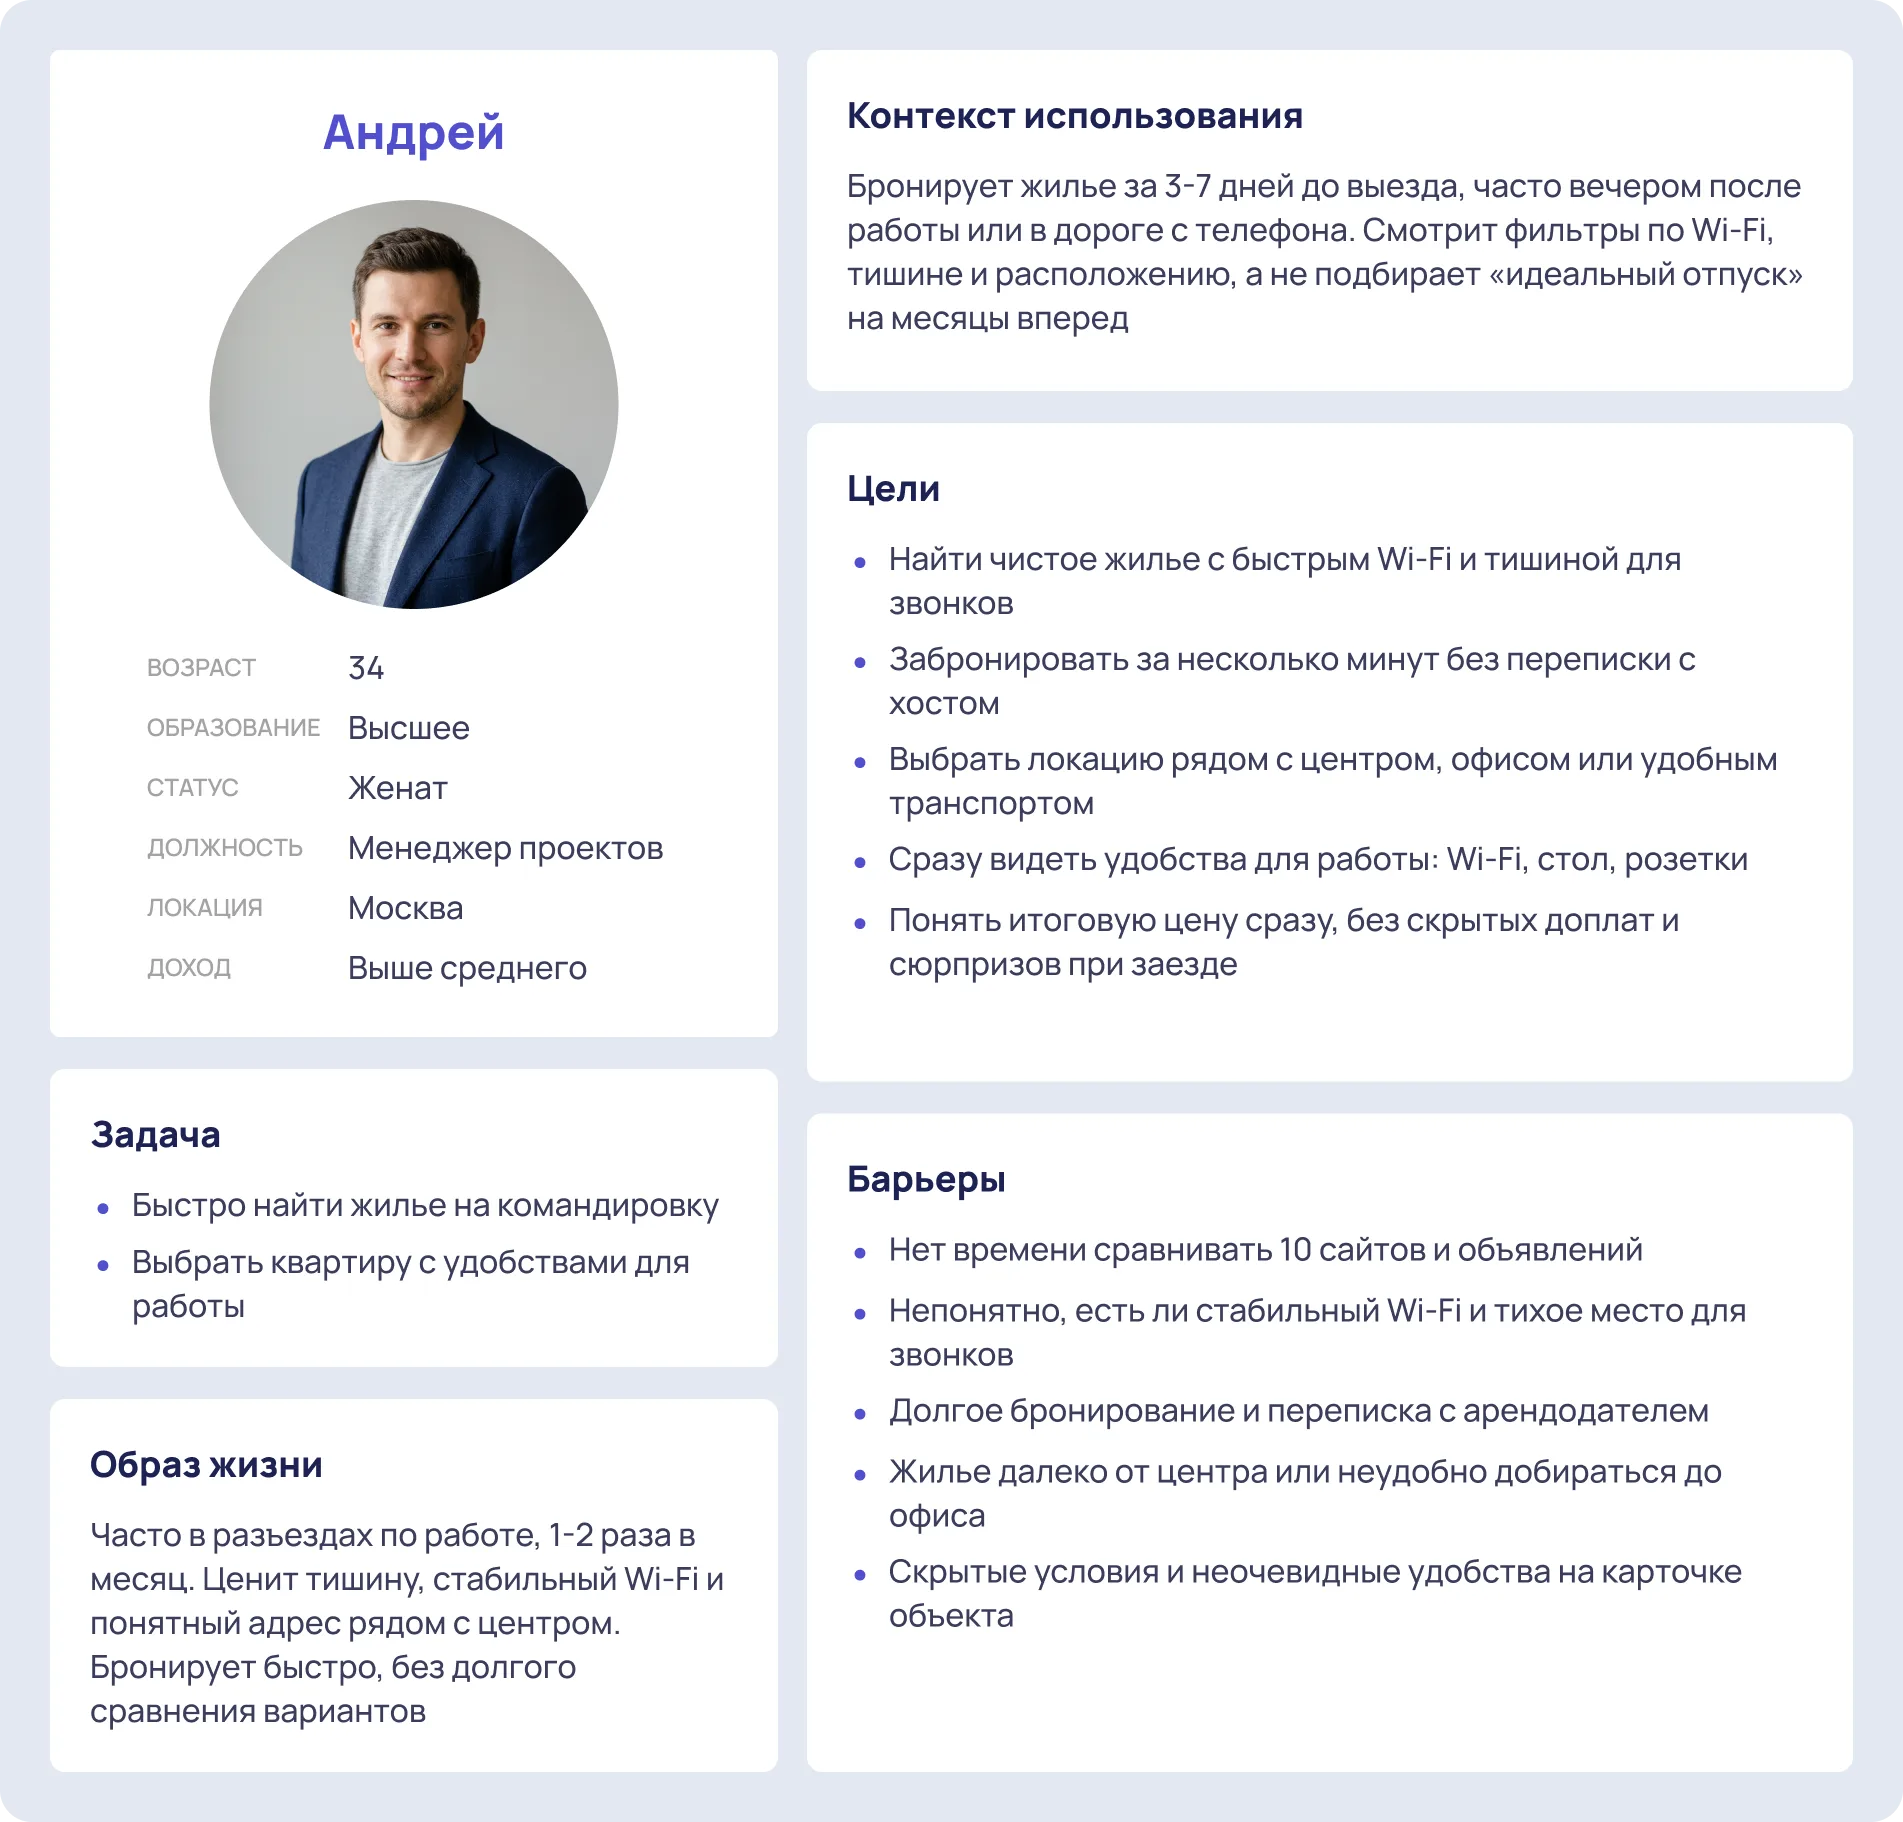 Андрей
ВОЗРАСТ 34
ОБРАЗОВАНИЕ Высшее
СТАТУС Женат
ДОЛЖНОСТЬ Менеджер проектов
ЛОКАЦИЯ Москва
ДОХОД Выше среднего
Задача
• Быстро найти жилье на командировку
• Выбрать квартиру с удобствами для
работы
Образ жизни
Часто в разъездах по работе, 1-2 раза в
месяц. Ценит тишину, стабильный Wi-Fi и
понятный адрес рядом с центром.
Бронирует быстро, без долгого
сравнения вариантов
Контекст использования
Бронирует жилье за 3-7 дней до выезда, часто вечером после
работы или в дороге с телефона. Смотрит фильтры по Wi-Fi,
тишине и расположению, а не подбирает «идеальный отпуск»
на месяцы вперед
Цели
• Найти чистое жилье с быстрым Wi-Fi и тишиной для
звонков
• Забронировать за несколько минут без переписки с
хостом
• Выбрать локацию рядом с центром, офисом или удобным
транспортом
• Сразу видеть удобства для работы: Wi-Fi, стол, розетки
• Понять итоговую цену сразу, без скрытых доплат и
сюрпризов при заезде
Барьеры
• Нет времени сравнивать 10 сайтов и объявлений
• Непонятно, есть ли стабильный Wi-Fi и тихое место для
звонков
• Долгое бронирование и переписка с арендодателем
• Жилье далеко от центра или неудобно добираться до
офиса
• Скрытые условия и неочевидные удобства на карточке
объекта